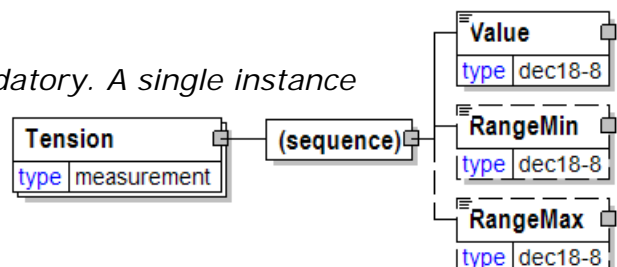 Value
type dec18-8
datory. A single instance
RangeMin
type dec18-8
Tension
type measurement
(sequence)
RangeMax
type dec18-8